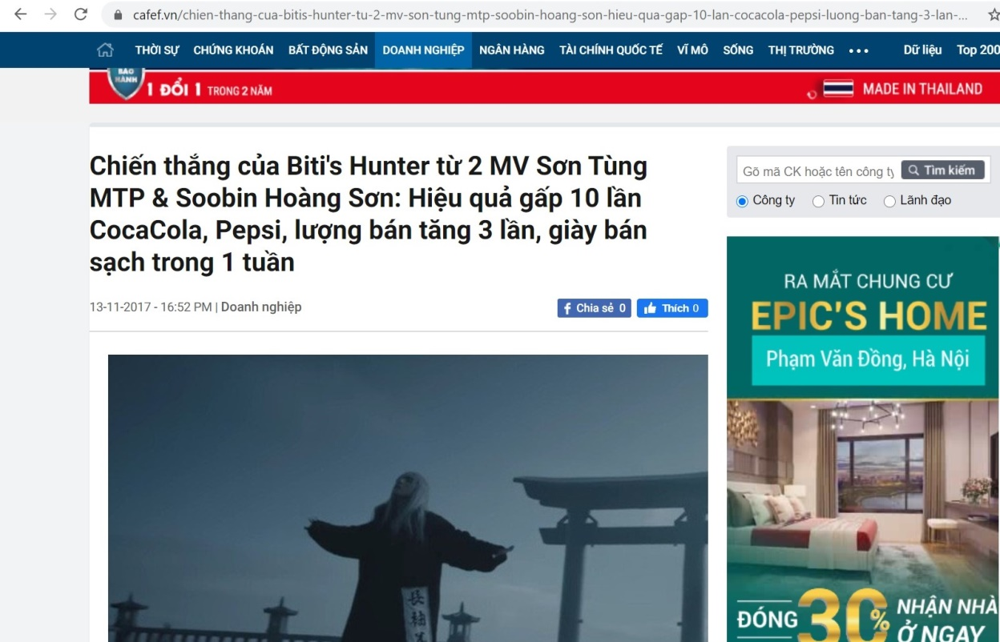 cafef.vn/chien-thang-cua-bitis-hunter-tu-2-mv-son-tung-mtp-soobin-hoang-son-hieu-qua-gap-10-lan-cocacola-pepsi-luong-ban-tang-3-lan-...
THỜI SỰ CHỨNG KHOÁN BẤT ĐỘNG SẢN DOANH NGHIỆP NGÂN HÀNG TÀI CHÍNH QUỐC TẾ VĨ MÔ SỐNG THỊ TRƯỜNG ••• Dữ liệu Top 200
BẢO
HÀNH
1 ĐỔI 1 TRONG 2 NĂM
MADE IN THAILAND
Chiến thắng của Biti's Hunter từ 2 MV Sơn Tùng
MTP & Soobin Hoàng Sơn: Hiệu quả gấp 10 lần
CocaCola, Pepsi, lượng bán tăng 3 lần, giày bán
sạch trong 1 tuần
13-11-2017 - 16:52 PM | Doanh nghiệp
Chia sẻ 0 Thích 0
Gõ mã CK hoặc tên công ty Tìm kiếm
Công ty Tin tức Lãnh đạo
RA MẮT CHUNG CƯ
EPIC'S HOME
Phạm Văn Đồng, Hà Nội
ĐÓNG 30% NHẬN NHÀ
Ở NGAY